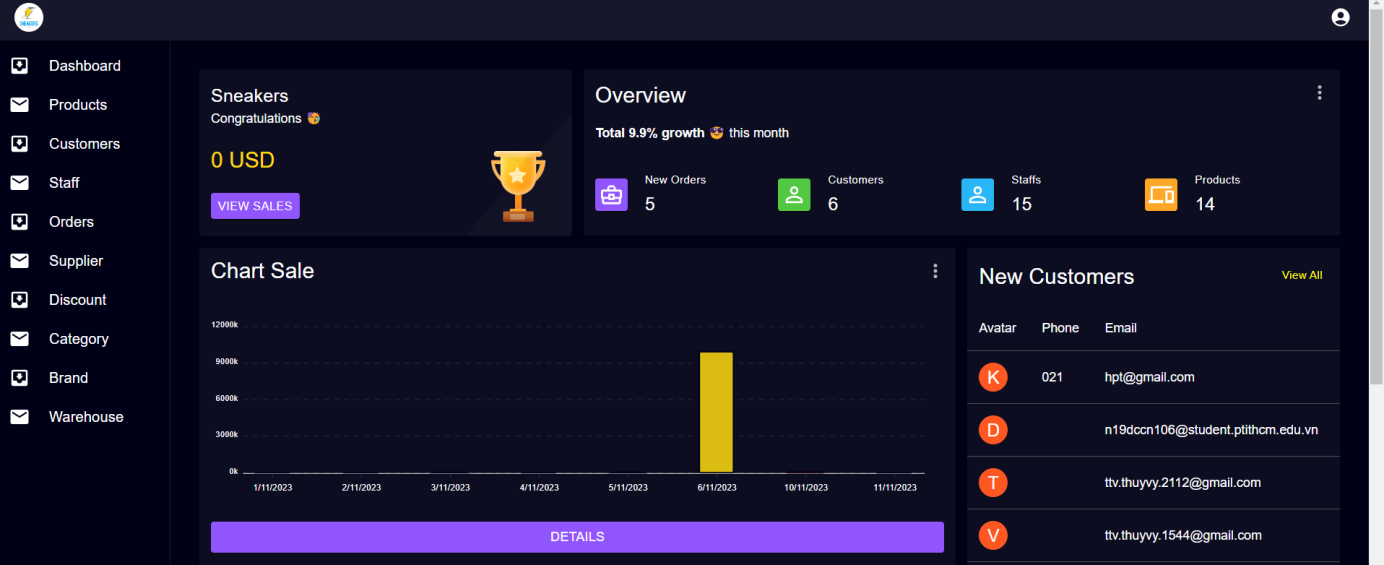 SNEAKERS
Dashboard
Products
Customers
Staff
Orders
Supplier
Discount
Category
Brand
Warehouse
Sneakers
Congratulations 🥳
0 USD
VIEW SALES
Overview
Total 9.9% growth 😎 this month
New Orders
5
Customers
6
Staffs
15
Products
14
Chart Sale
12000k
9000k
6000k
3000k
0k
1/11/2023 2/11/2023 3/11/2023 4/11/2023 5/11/2023 6/11/2023 10/11/2023 11/11/2023
DETAILS
New Customers
View All
Avatar Phone Email
K 021 hpt@gmail.com
D n19dccn106@student.ptithcm.edu.vn
T ttv.thuyvy.2112@gmail.com
V ttv.thuyvy.1544@gmail.com